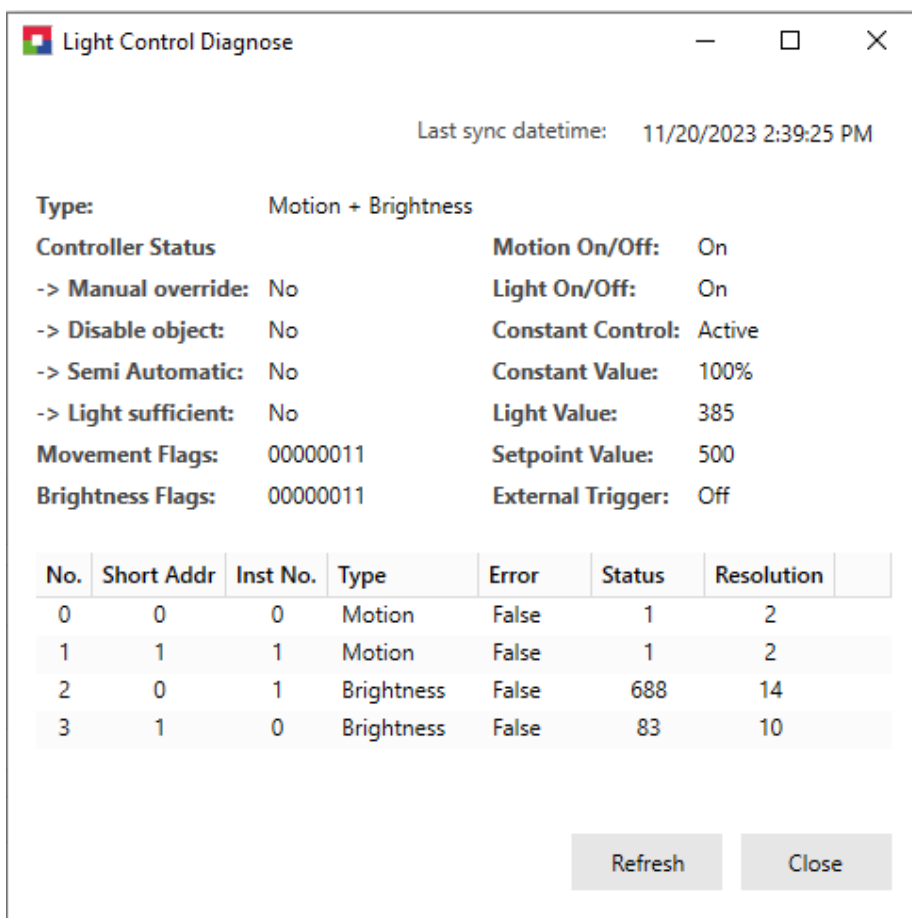 Light Control Diagnose
Last sync datetime: 11/20/2023 2:39:25 PM
Type: Motion + Brightness
Controller Status Motion On/Off: On
-> Manual override: No Light On/Off: On
-> Disable object: No Constant Control: Active
-> Semi Automatic: No Constant Value: 100%
-> Light sufficient: No Light Value: 385
Movement Flags: 00000011 Setpoint Value: 500
Brightness Flags: 00000011 External Trigger: Off
No. Short Addr Inst No. Type Error Status Resolution
0 0 0 Motion False 1 2
1 1 1 Motion False 1 2
2 0 1 Brightness False 688 14
3 1 0 Brightness False 83 10
Refresh Close